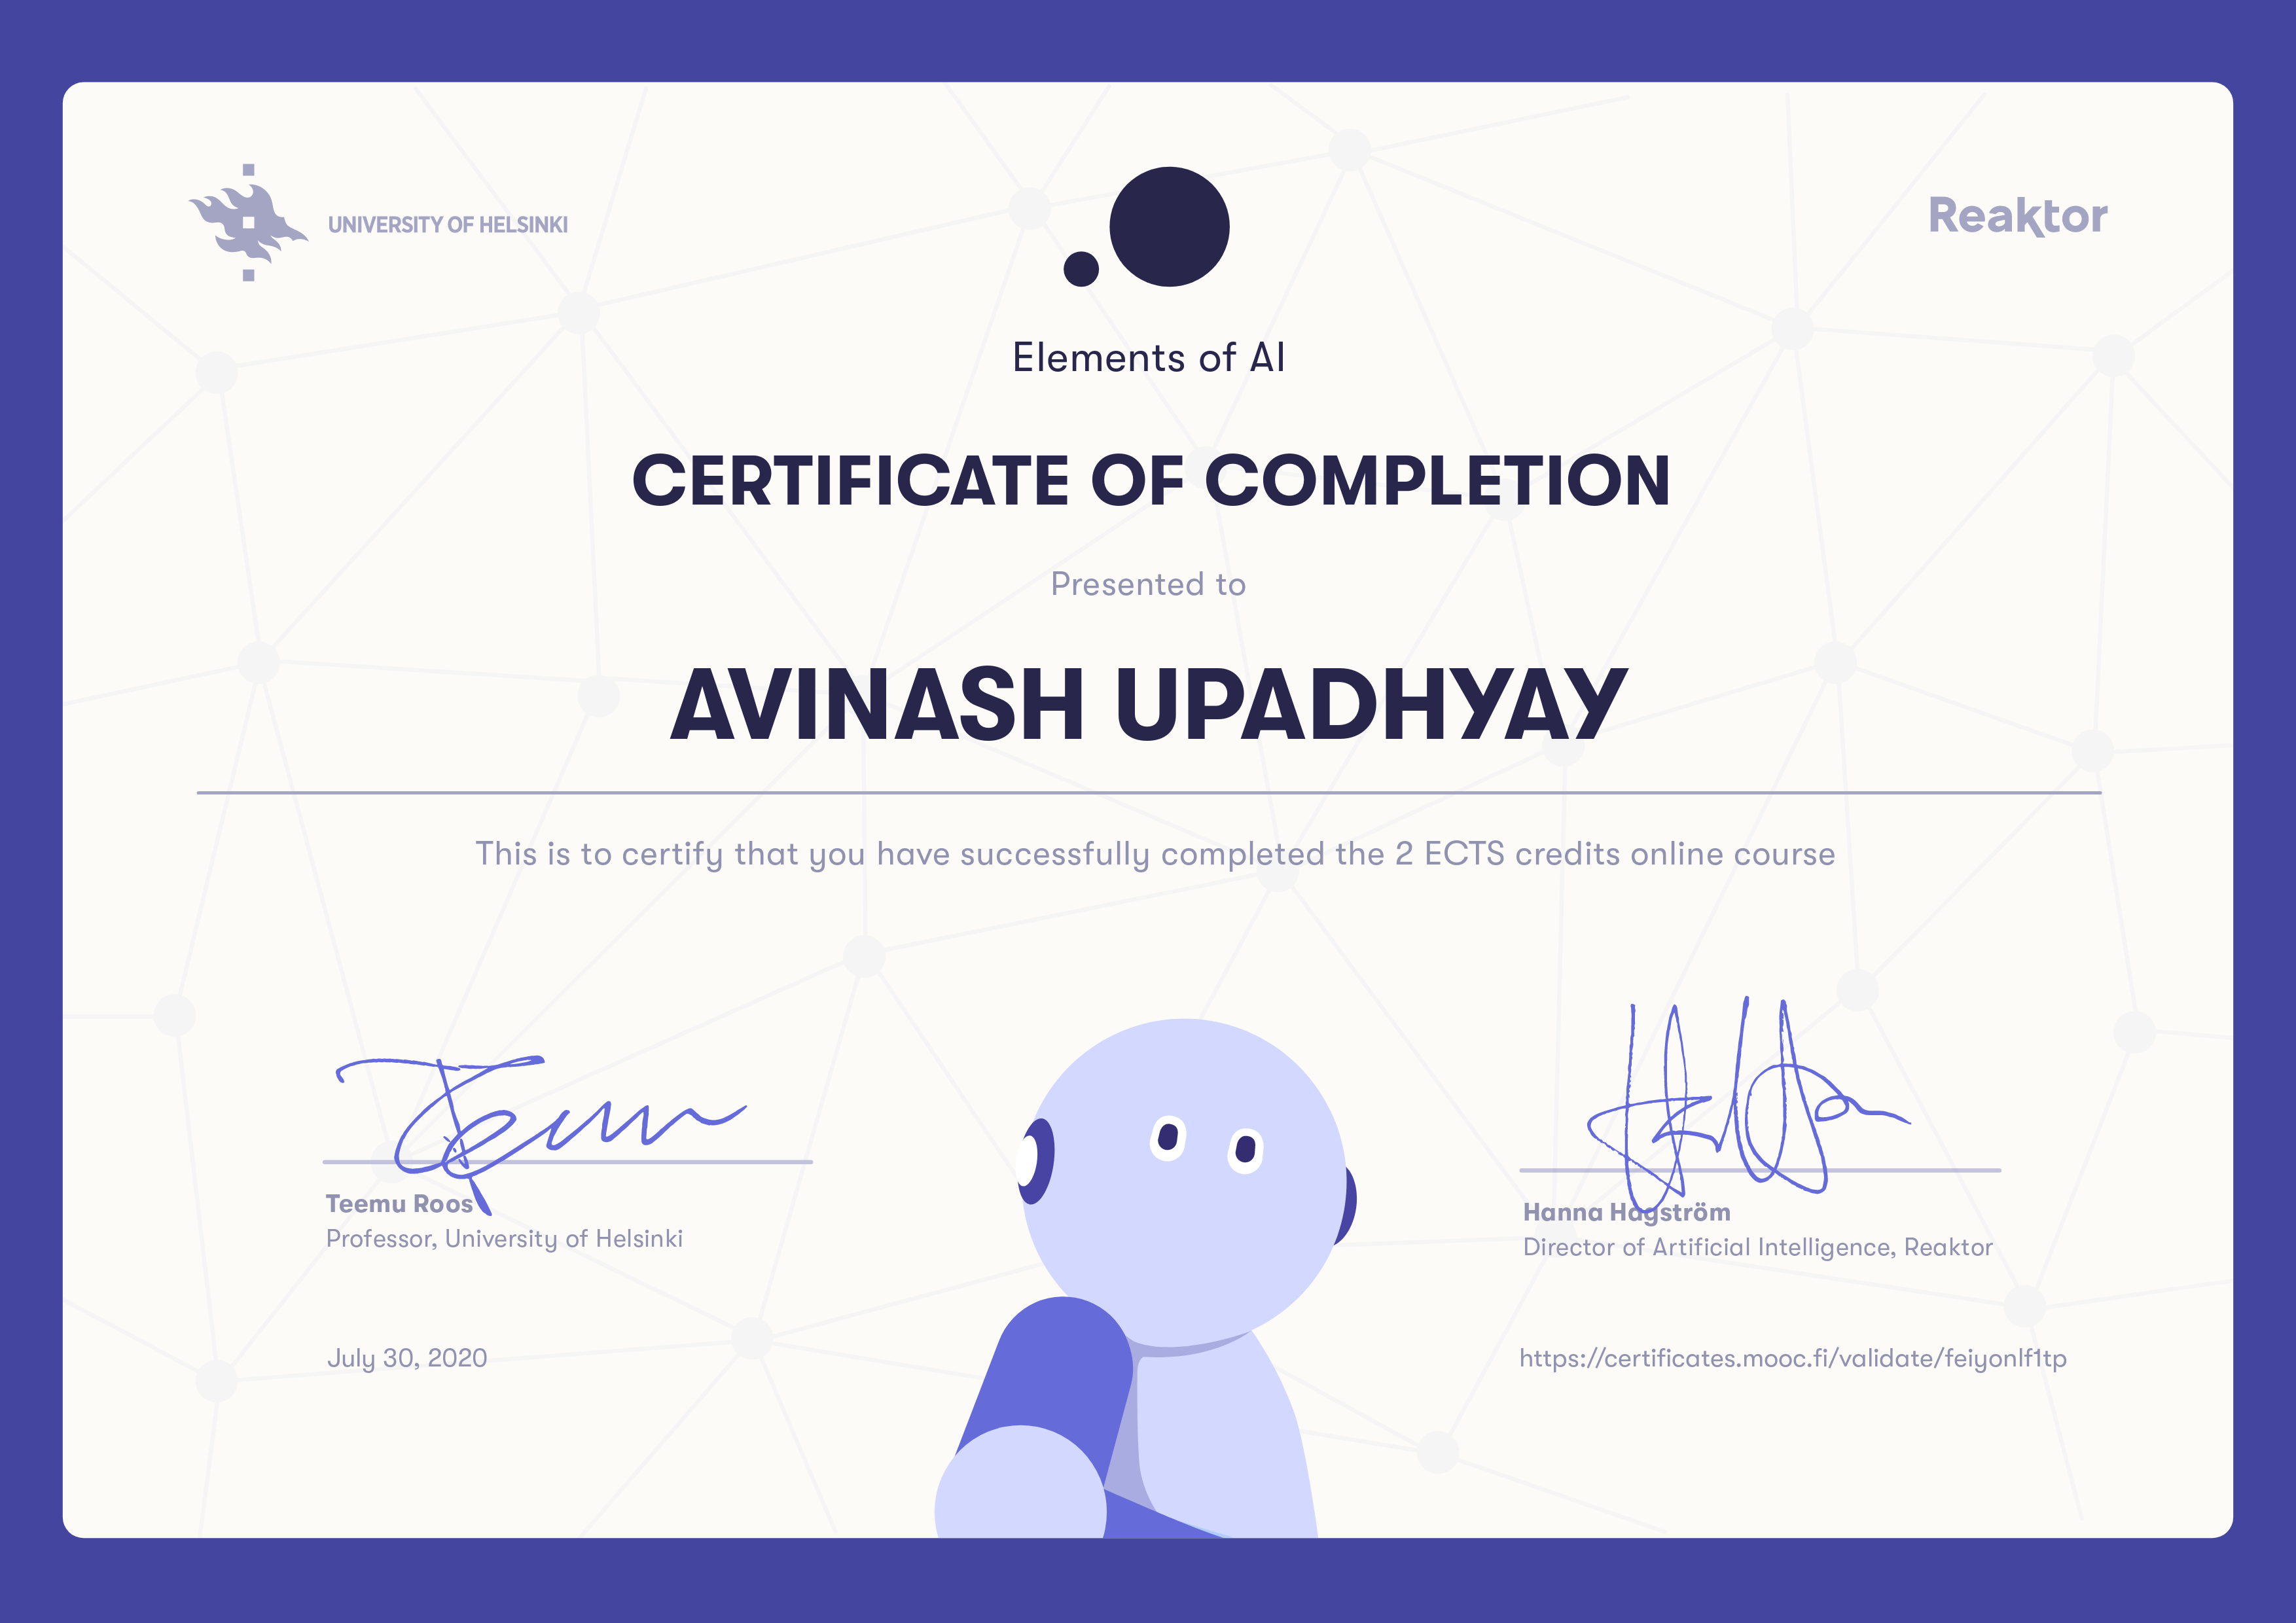 UNIVERSITY OF HELSINKI
Reaktor
Elements of AI
CERTIFICATE OF COMPLETION
Presented to
AVINASH UPADHYAY
This is to certify that you have successfully completed the 2 ECTS credits online course
Teemu Roos
Professor, University of Helsinki
Hanna Hagström
Director of Artificial Intelligence, Reaktor
July 30, 2020
https://certificates.mooc.fi/validate/feiyonlf1tp